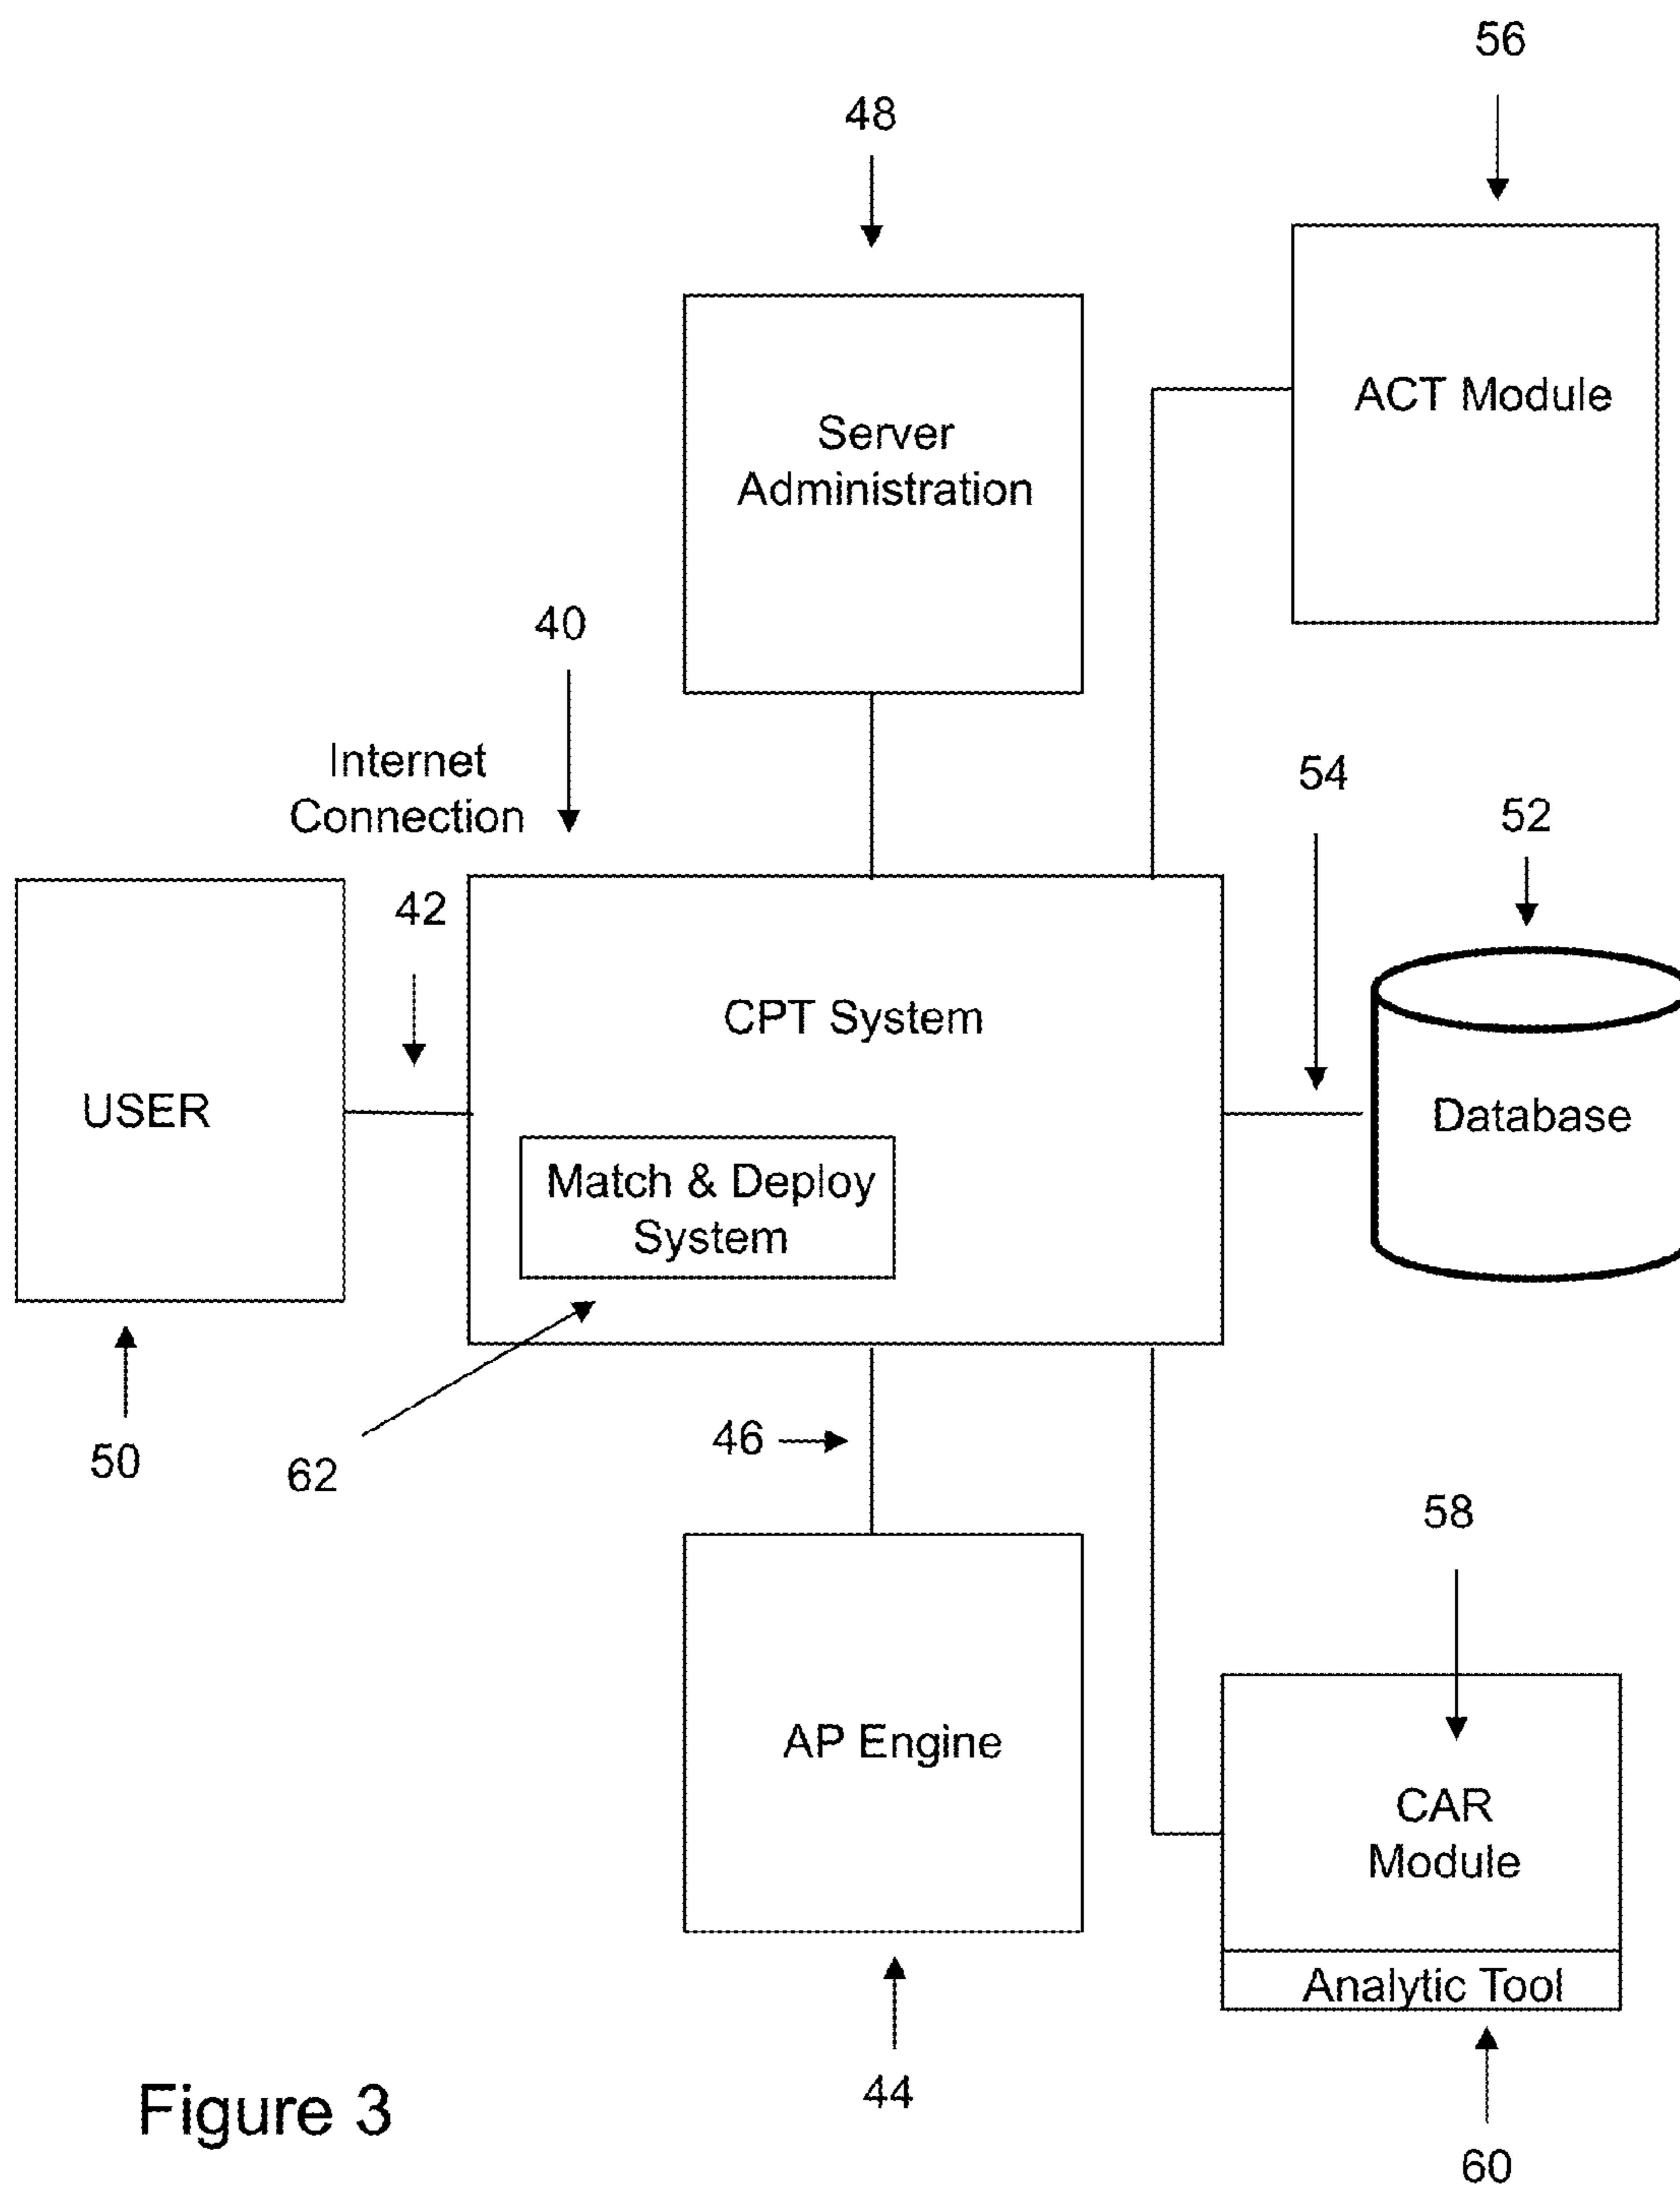 56
48
ACT Module
Server
Administration
40
Internet
Connection
54
52
42
CPT System
USER
Database
Match & Deploy
System
50
62
46
58
AP Engine
CAR
Module
Analytic Tool
44
Figure 3
60